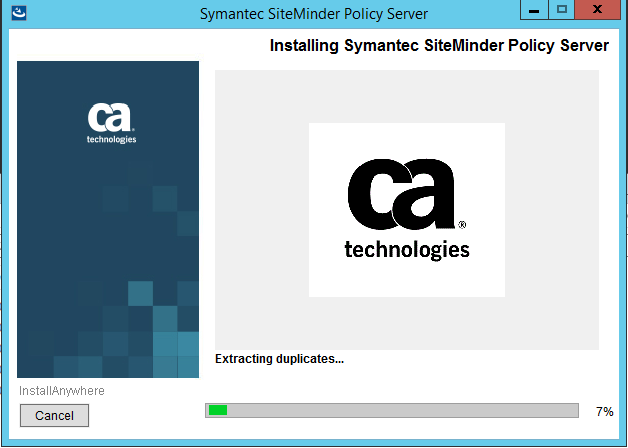 Symantec SiteMinder Policy Server
Installing Symantec SiteMinder Policy Server
ca
technologies
ca®
technologies
Extracting duplicates...
InstallAnywhere
Cancel
7%